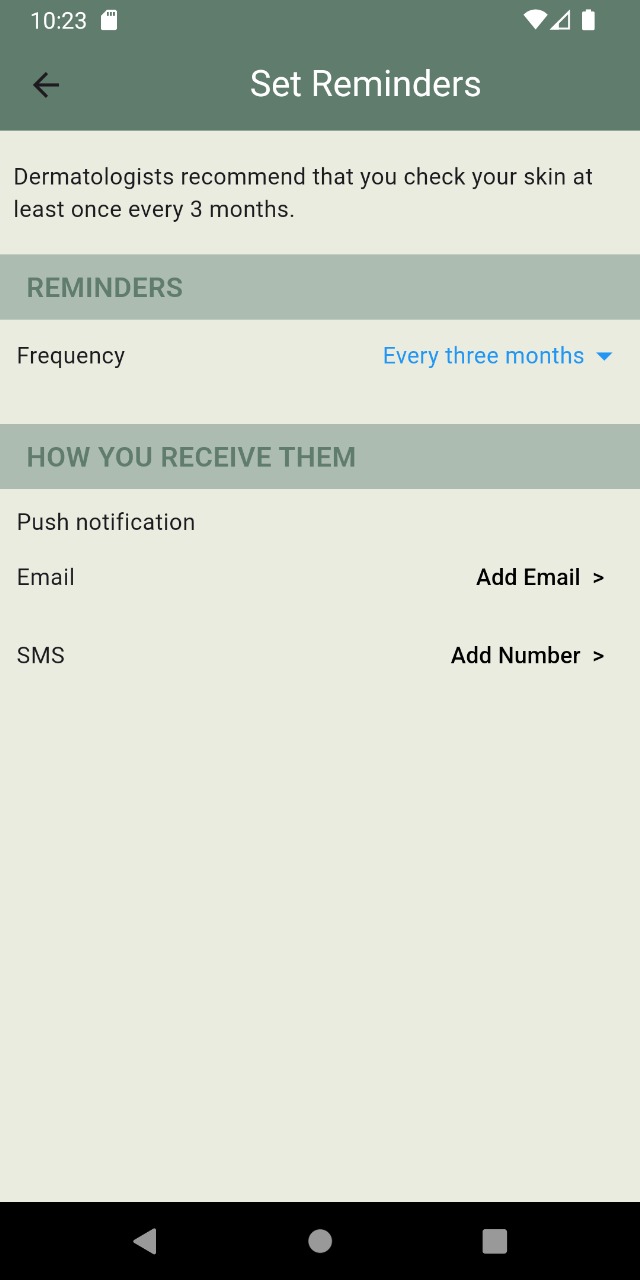 10:23
Set Reminders
Dermatologists recommend that you check your skin at
least once every 3 months.
REMINDERS
Frequency Every three months
HOW YOU RECEIVE THEM
Push notification
Email Add Email >
SMS Add Number >